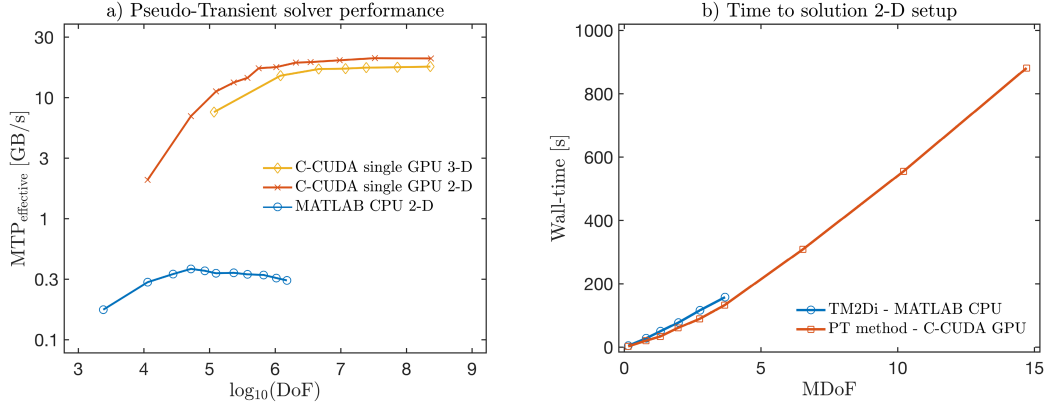 a) Pseudo-Transient solver performance
30
10
3
1
0.3
0.1
MTPeffective [GB/s]
C-CUDA single GPU 3-D
C-CUDA single GPU 2-D
MATLAB CPU 2-D
3 4 5 6 7 8 9
log10(DoF)
b) Time to solution 2-D setup
1000
800
600
400
200
0
Wall-time [s]
TM2Di - MATLAB CPU
PT method - C-CUDA GPU
0 5 10 15
MDoF